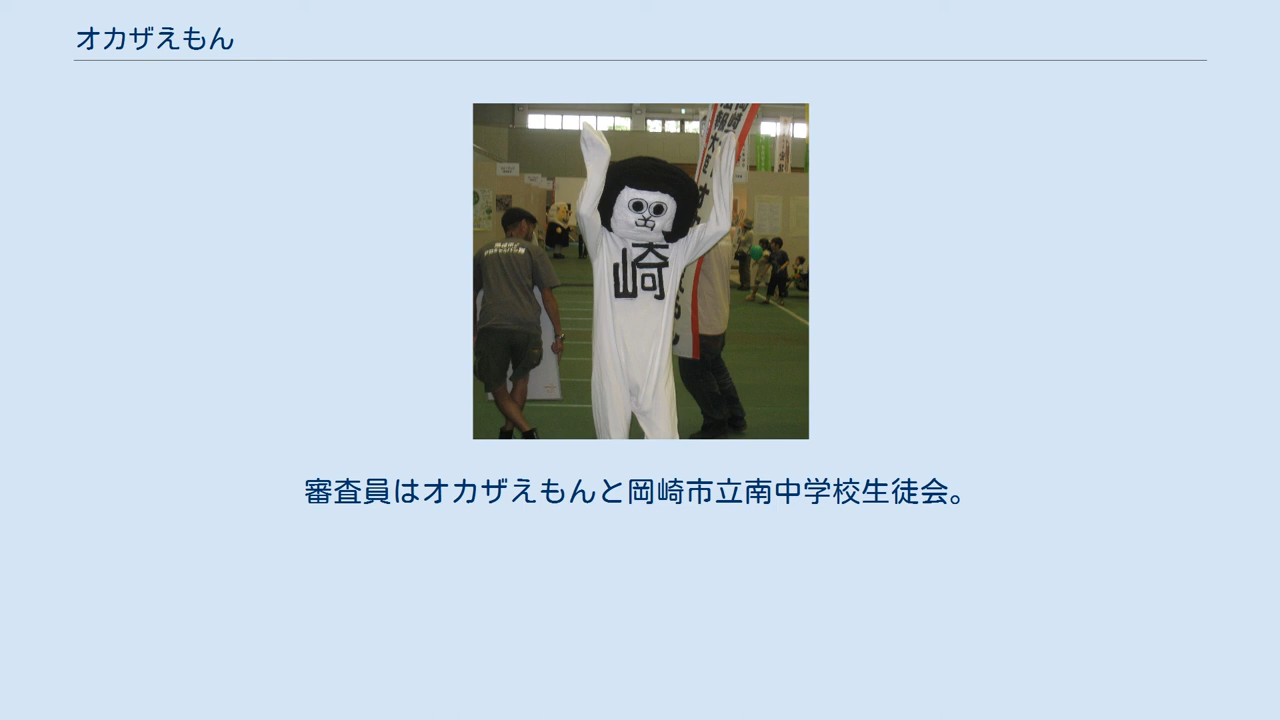 オカザえもん
崎
審査員はオカザえもんと岡崎市立南中学校生徒会。